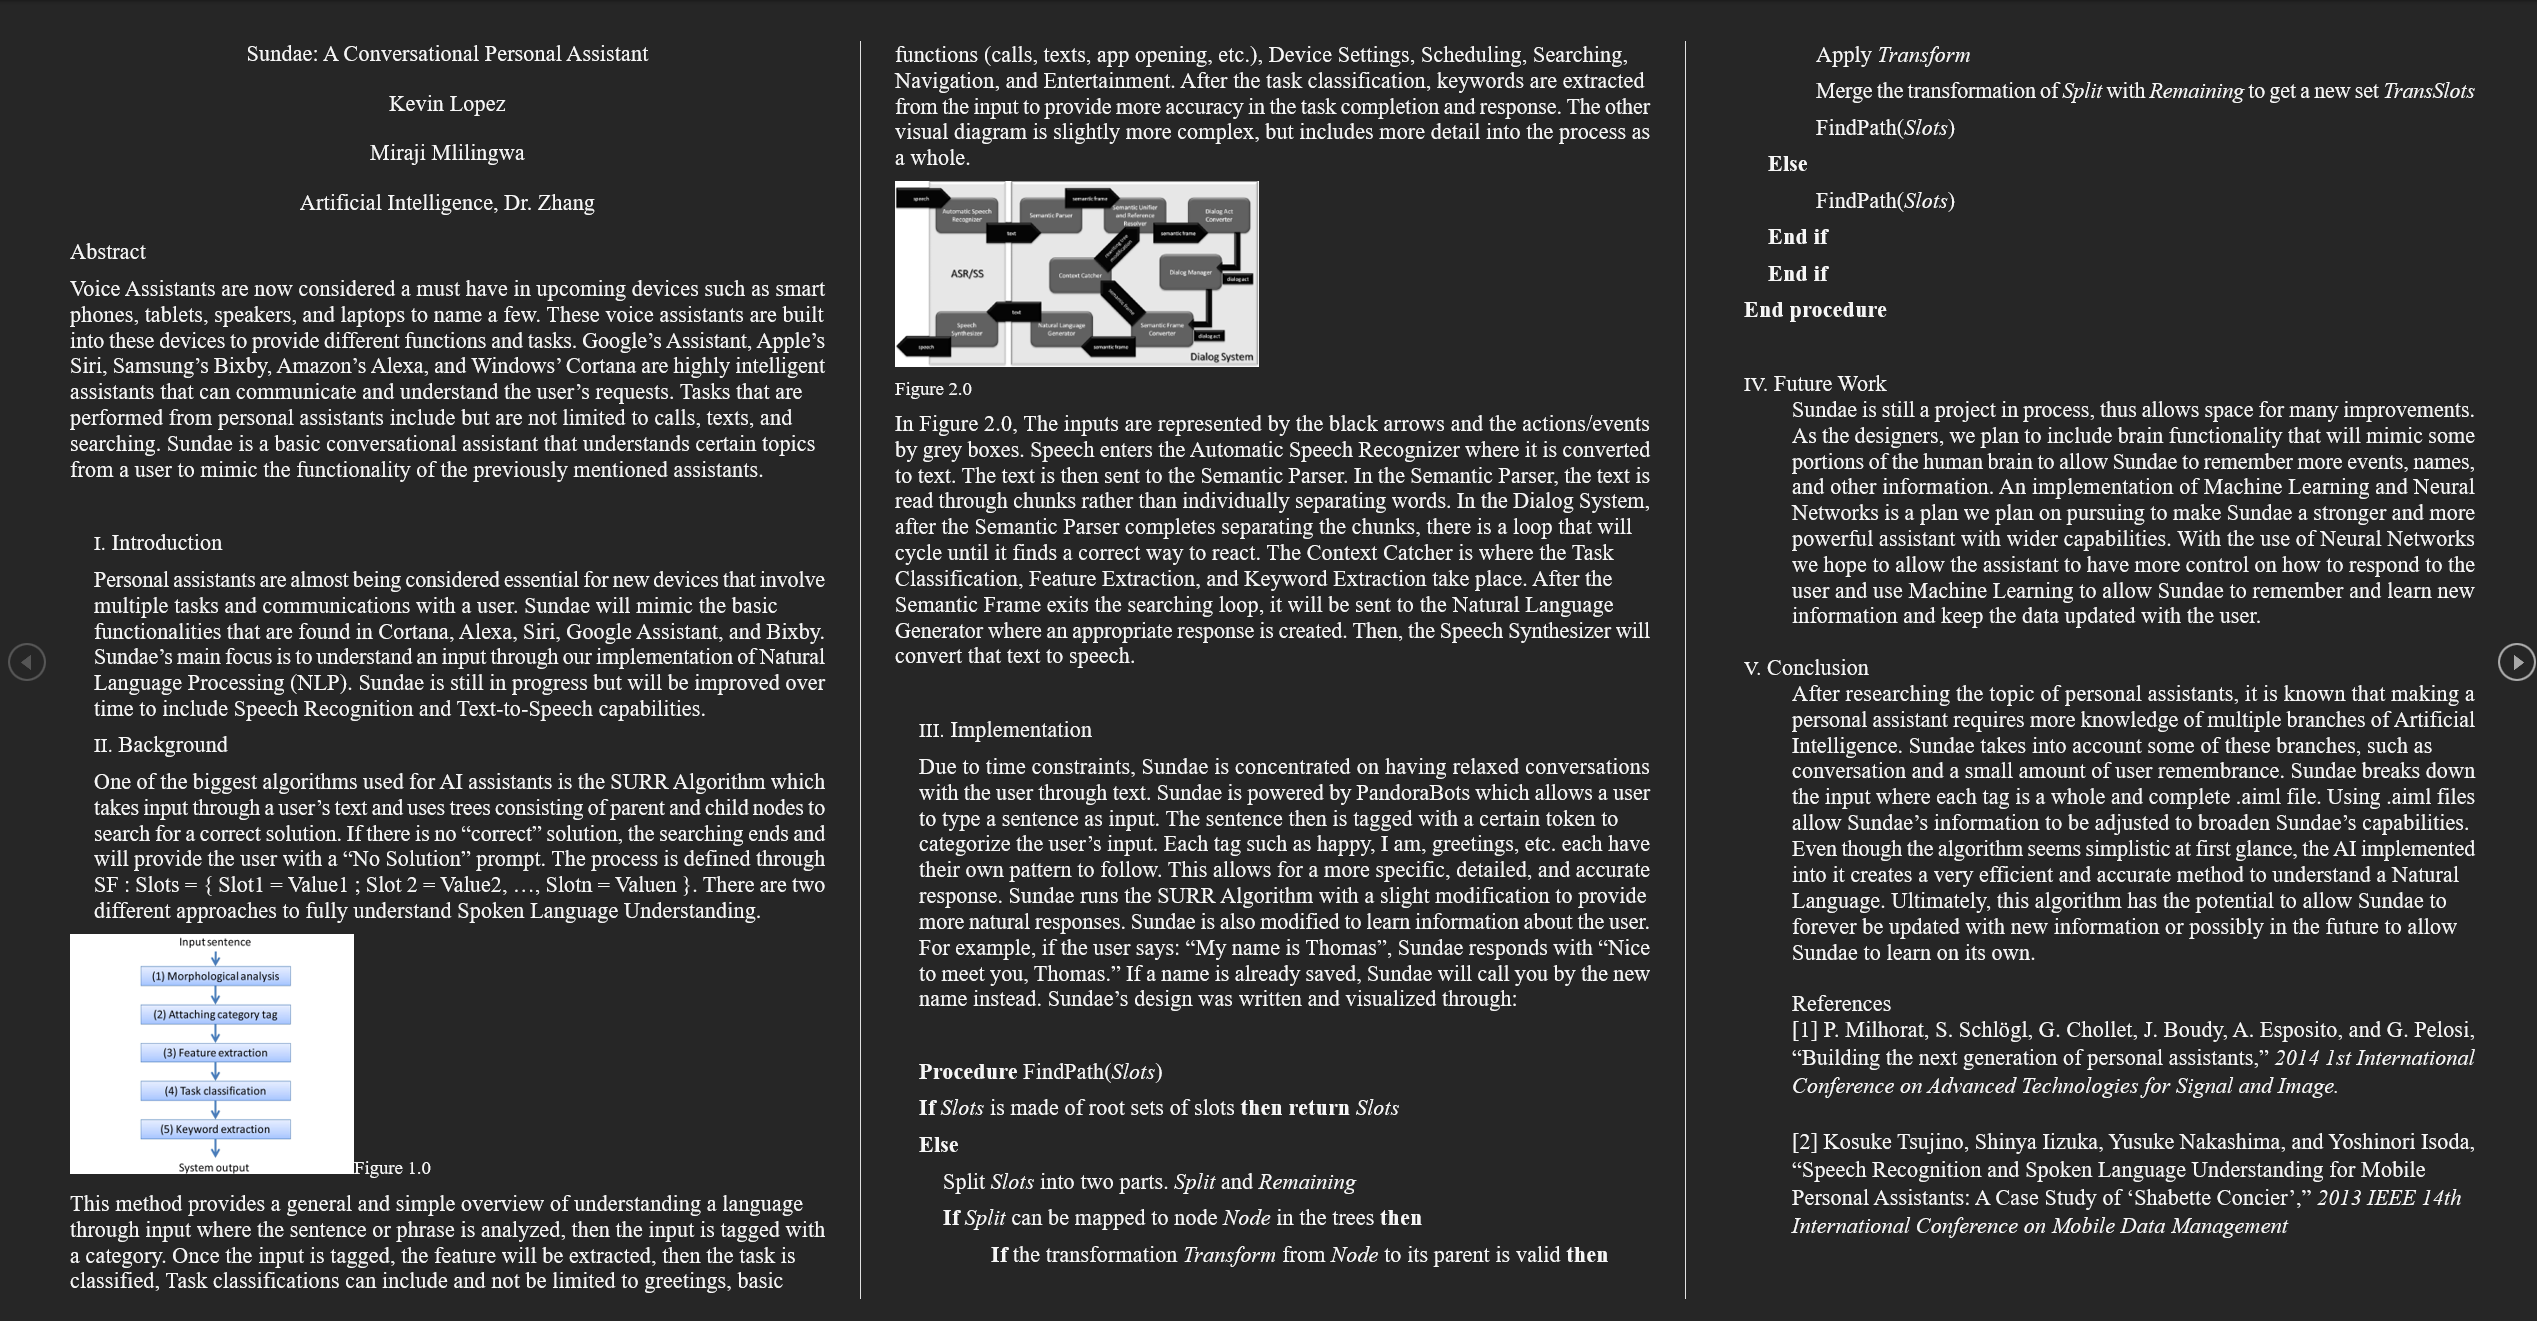 Sundae: A Conversational Personal Assistant
Kevin Lopez
Miraji Mlilingwa
Artificial Intelligence, Dr. Zhang
Abstract
Voice Assistants are now considered a must have in upcoming devices such as smart
phones, tablets, speakers, and laptops to name a few. These voice assistants are built
into these devices to provide different functions and tasks. Google’s Assistant, Apple’s
Siri, Samsung’s Bixby, Amazon’s Alexa, and Windows’ Cortana are highly intelligent
assistants that can communicate and understand the user’s requests. Tasks that are
performed from personal assistants include but are not limited to calls, texts, and
searching. Sundae is a basic conversational assistant that understands certain topics
from a user to mimic the functionality of the previously mentioned assistants.
I. Introduction
Personal assistants are almost being considered essential for new devices that involve
multiple tasks and communications with a user. Sundae will mimic the basic
functionalities that are found in Cortana, Alexa, Siri, Google Assistant, and Bixby.
Sundae’s main focus is to understand an input through our implementation of Natural
Language Processing (NLP). Sundae is still in progress but will be improved over
time to include Speech Recognition and Text-to-Speech capabilities.
II. Background
One of the biggest algorithms used for AI assistants is the SURR Algorithm which
takes input through a user’s text and uses trees consisting of parent and child nodes to
search for a correct solution. If there is no “correct” solution, the searching ends and
will provide the user with a “No Solution” prompt. The process is defined through
SF : Slots = { Slot1 = Value1 ; Slot 2 = Value2, …, Slotn = Valuen }. There are two
different approaches to fully understand Spoken Language Understanding.
Input sentence
(1) Morphological analysis
(2) Attaching category tag
(3) Feature extraction
(4) Task classification
(5) Keyword extraction
System output
Figure 1.0
This method provides a general and simple overview of understanding a language
through input where the sentence or phrase is analyzed, then the input is tagged with
a category. Once the input is tagged, the feature will be extracted, then the task is
classified, Task classifications can include and not be limited to greetings, basic
functions (calls, texts, app opening, etc.), Device Settings, Scheduling, Searching,
Navigation, and Entertainment. After the task classification, keywords are extracted
from the input to provide more accuracy in the task completion and response. The other
visual diagram is slightly more complex, but includes more detail into the process as
a whole.
speech
Automatic Speech
Recognizer
text
Semantic Parser
semantic frame
Semantic Unifier
and Reference
Resolver
semantic frame
Dialog Act
Converter
ASR/SS
Context Catcher
Dialog Manager
dialog act
semantic frame
text
Speech
Synthesizer
Natural Language
Generator
Semantic Frame
Converter
dialog act
speech
semantic frame
Dialog System
Figure 2.0
In Figure 2.0, The inputs are represented by the black arrows and the actions/events
by grey boxes. Speech enters the Automatic Speech Recognizer where it is converted
to text. The text is then sent to the Semantic Parser. In the Semantic Parser, the text is
read through chunks rather than individually separating words. In the Dialog System,
after the Semantic Parser completes separating the chunks, there is a loop that will
cycle until it finds a correct way to react. The Context Catcher is where the Task
Classification, Feature Extraction, and Keyword Extraction take place. After the
Semantic Frame exits the searching loop, it will be sent to the Natural Language
Generator where an appropriate response is created. Then, the Speech Synthesizer will
convert that text to speech.
III. Implementation
Due to time constraints, Sundae is concentrated on having relaxed conversations
with the user through text. Sundae is powered by PandoraBots which allows a user
to type a sentence as input. The sentence then is tagged with a certain token to
categorize the user’s input. Each tag such as happy, I am, greetings, etc. each have
their own pattern to follow. This allows for a more specific, detailed, and accurate
response. Sundae runs the SURR Algorithm with a slight modification to provide
more natural responses. Sundae is also modified to learn information about the user.
For example, if the user says: “My name is Thomas”, Sundae responds with “Nice
to meet you, Thomas.” If a name is already saved, Sundae will call you by the new
name instead. Sundae’s design was written and visualized through:
Procedure FindPath(Slots)
If Slots is made of root sets of slots then return Slots
Else
Split Slots into two parts. Split and Remaining
If Split can be mapped to node Node in the trees then
If the transformation Transform from Node to its parent is valid then
Apply Transform
Merge the transformation of Split with Remaining to get a new set TransSlots
FindPath(Slots)
Else
FindPath(Slots)
End if
End if
End procedure
IV. Future Work
Sundae is still a project in process, thus allows space for many improvements.
As the designers, we plan to include brain functionality that will mimic some
portions of the human brain to allow Sundae to remember more events, names,
and other information. An implementation of Machine Learning and Neural
Networks is a plan we plan on pursuing to make Sundae a stronger and more
powerful assistant with wider capabilities. With the use of Neural Networks
we hope to allow the assistant to have more control on how to respond to the
user and use Machine Learning to allow Sundae to remember and learn new
information and keep the data updated with the user.
V. Conclusion
After researching the topic of personal assistants, it is known that making a
personal assistant requires more knowledge of multiple branches of Artificial
Intelligence. Sundae takes into account some of these branches, such as
conversation and a small amount of user remembrance. Sundae breaks down
the input where each tag is a whole and complete .aiml file. Using .aiml files
allow Sundae’s information to be adjusted to broaden Sundae’s capabilities.
Even though the algorithm seems simplistic at first glance, the AI implemented
into it creates a very efficient and accurate method to understand a Natural
Language. Ultimately, this algorithm has the potential to allow Sundae to
forever be updated with new information or possibly in the future to allow
Sundae to learn on its own.
References
[1] P. Milhorat, S. Schlögl, G. Chollet, J. Boudy, A. Esposito, and G. Pelosi,
“Building the next generation of personal assistants,” 2014 1st International
Conference on Advanced Technologies for Signal and Image.
[2] Kosuke Tsujino, Shinya Iizuka, Yusuke Nakashima, and Yoshinori Isoda,
“Speech Recognition and Spoken Language Understanding for Mobile
Personal Assistants: A Case Study of ‘Shabette Concier’,” 2013 IEEE 14th
International Conference on Mobile Data Management